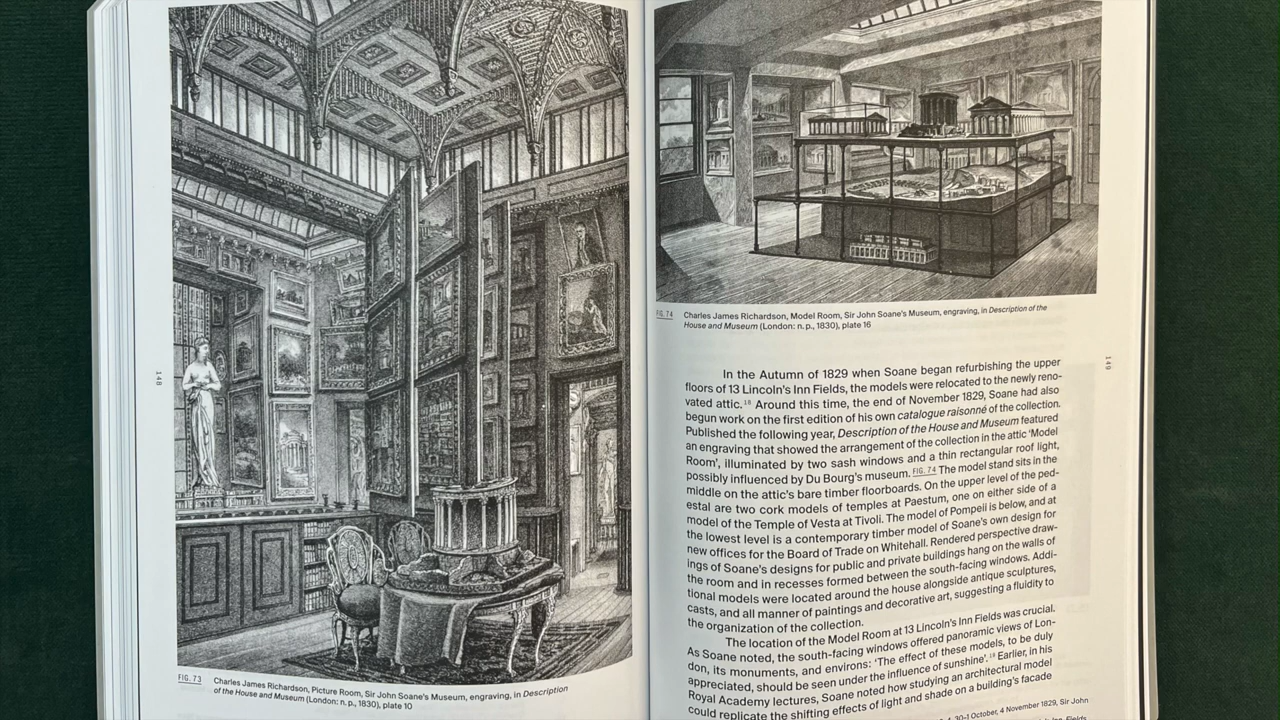 148
FIG. 73 Charles James Richardson, Picture Room, Sir John Soane's Museum, engraving, in Description
of the House and Museum (London: n. p., 1830), plate 10
FIG. 74 Charles James Richardson, Model Room, Sir John Soane's Museum, engraving, in Description of the
House and Museum (London: n. p., 1830), plate 16
149
In the Autumn of 1829 when Soane began refurbishing the upper
floors of 13 Lincoln's Inn Fields, the models were relocated to the newly reno-
vated attic.18 Around this time, the end of November 1829, Soane had also
begun work on the first edition of his own catalogue raisonné of the collection.
Published the following year, Description of the House and Museum featured
an engraving that showed the arrangement of the collection in the attic 'Model
Room', illuminated by two sash windows and a thin rectangular roof light,
possibly influenced by Du Bourg's museum. FIG. 74 The model stand sits in the
middle on the attic's bare timber floorboards. On the upper level of the ped-
estal are two cork models of temples at Paestum, one on either side of a
model of the Temple of Vesta at Tivoli. The model of Pompeii is below, and at
the lowest level is a contemporary timber model of Soane's own design for
new offices for the Board of Trade on Whitehall. Rendered perspective draw-
ings of Soane's designs for public and private buildings hang on the walls of
the room and in recesses formed between the south-facing windows. Addi-
tional models were located around the house alongside antique sculptures,
casts, and all manner of paintings and decorative art, suggesting a fluidity to
the organization of the collection.
The location of the Model Room at 13 Lincoln's Inn Fields was crucial.
As Soane noted, the south-facing windows offered panoramic views of Lon-
don, its monuments, and environs: 'The effect of these models, to be duly
appreciated, should be seen under the influence of sunshine'.19 Earlier, in his
Royal Academy lectures, Soane noted how studying an architectural model
could replicate the shifting effects of light and shade on a building's facade
30–1 October, 4 November 1829, Sir John
Inn Fields